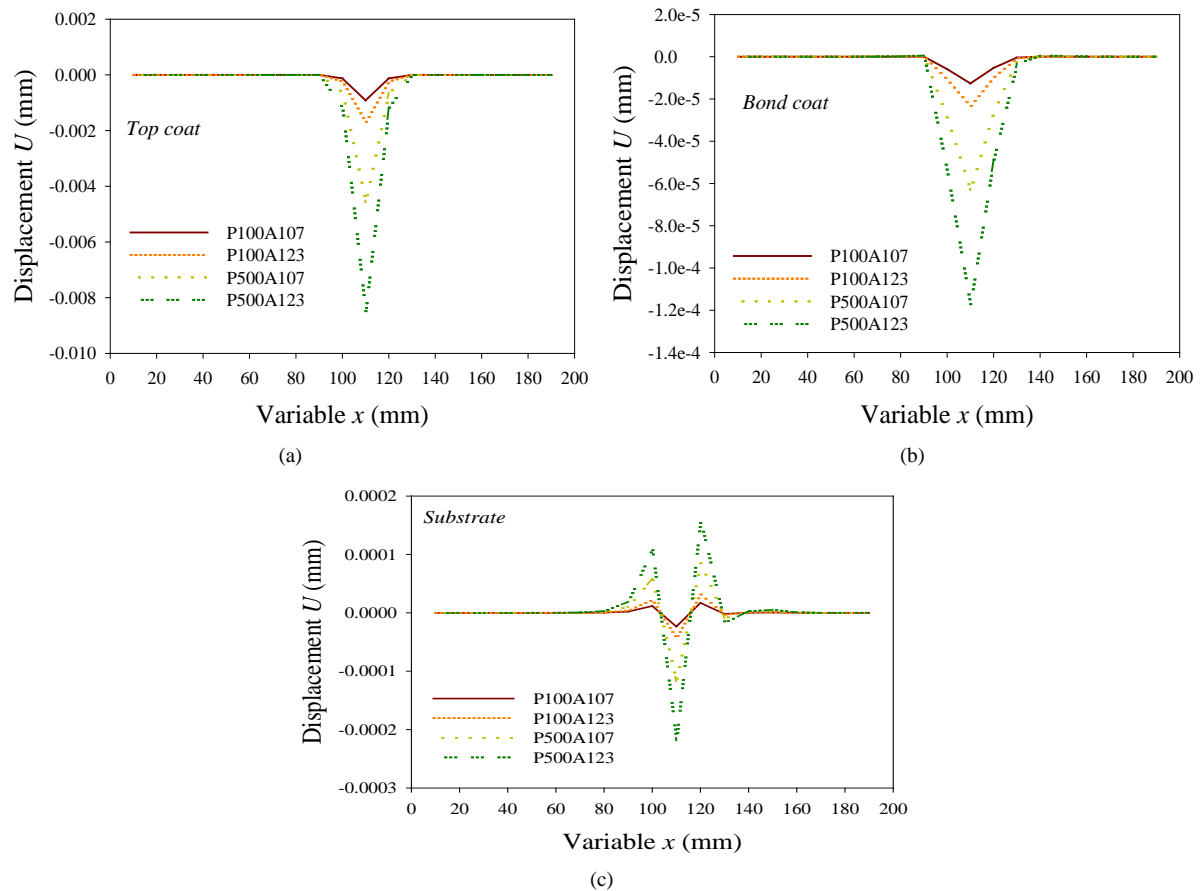 0.002
0.000
-0.002
-0.004
-0.006
-0.008
-0.010
Displacement U (mm)
Top coat
P100A107
P100A123
P500A107
P500A123
0 20 40 60 80 100 120 140 160 180 200
Variable x (mm)
(a)
2.0e-5
0.0
-2.0e-5
-4.0e-5
-6.0e-5
-8.0e-5
-1.0e-4
-1.2e-4
-1.4e-4
Displacement U (mm)
Bond coat
P100A107
P100A123
P500A107
P500A123
0 20 40 60 80 100 120 140 160 180 200
Variable x (mm)
(b)
0.0002
0.0001
0.0000
-0.0001
-0.0002
-0.0003
Displacement U (mm)
Substrate
P100A107
P100A123
P500A107
P500A123
0 20 40 60 80 100 120 140 160 180 200
Variable x (mm)
(c)